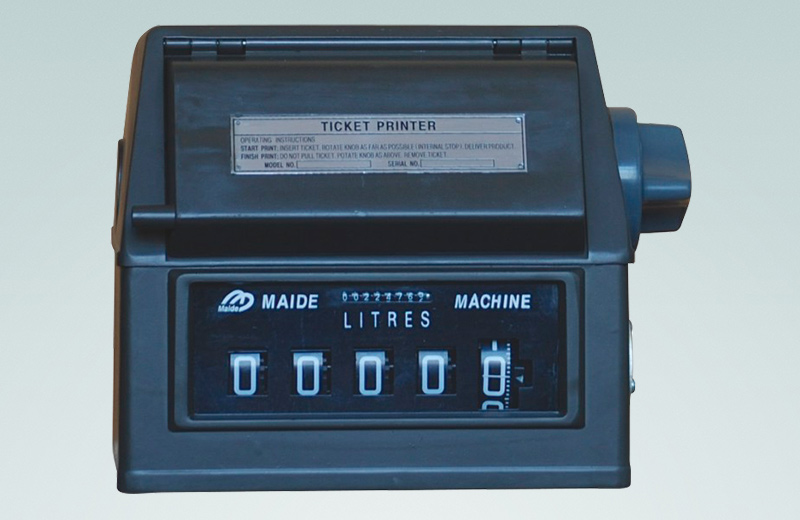 TICKET PRINTER
OPERATING INSTRUCTIONS
START PRINT: INSERT TICKET, ROTATE KNOB AS FAR AS POSSIBLE (INTERNAL STOP). DELIVER PRODUCT.
FINISH PRINT: DO NOT PULL TICKET, POTATE KNOB AS ABOVE, REMOVE TICKET.
MODEL NO. SERIAL NO.
Maide MAIDE MACHINE
LITRES
0 0 0 0